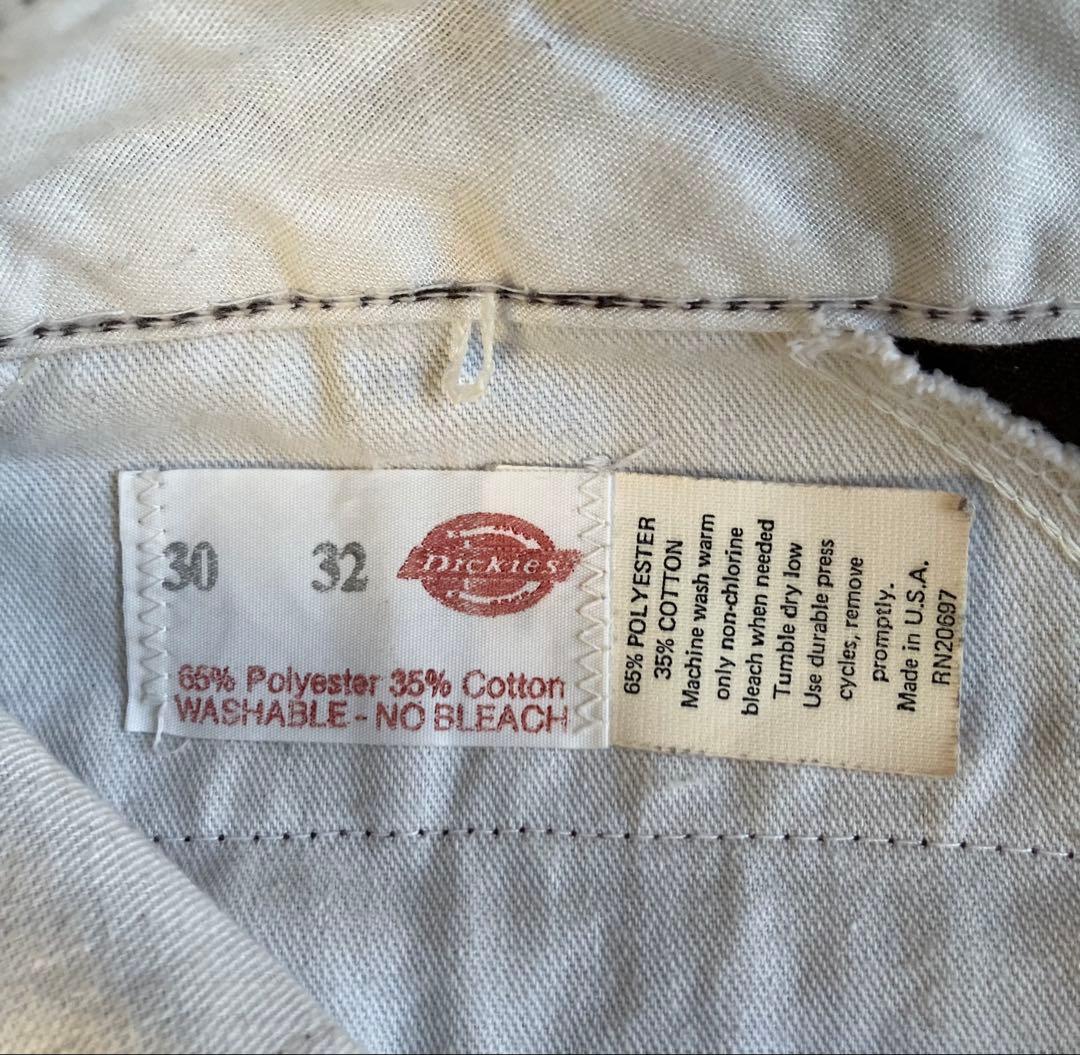 30 32
Dickies
65% Polyester 35% Cotton
WASHABLE - NO BLEACH
65% POLYESTER
35% COTTON
Machine wash warm
only non-chlorine
bleach when needed
Tumble dry low
Use durable press
cycles, remove
promptly.
Made in U.S.A.
RN20697